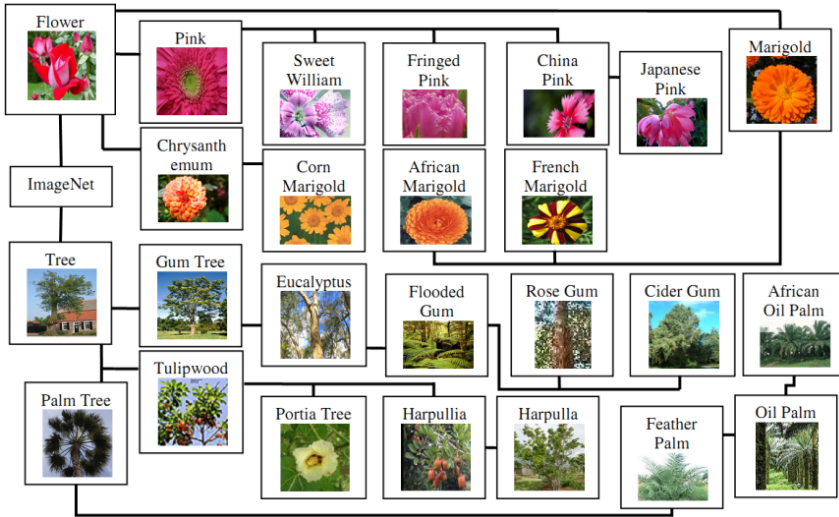 Flower
Pink
Sweet
William
Fringed
Pink
China
Pink
Japanese
Pink
Marigold
Chrysanth
emum
Corn
Marigold
African
Marigold
French
Marigold
ImageNet
Tree
Gum Tree
Eucalyptus
Flooded
Gum
Rose Gum
Cider Gum
African
Oil Palm
Tulipwood
Palm Tree
Portia Tree
Harpullia
Harpulla
Feather
Palm
Oil Palm